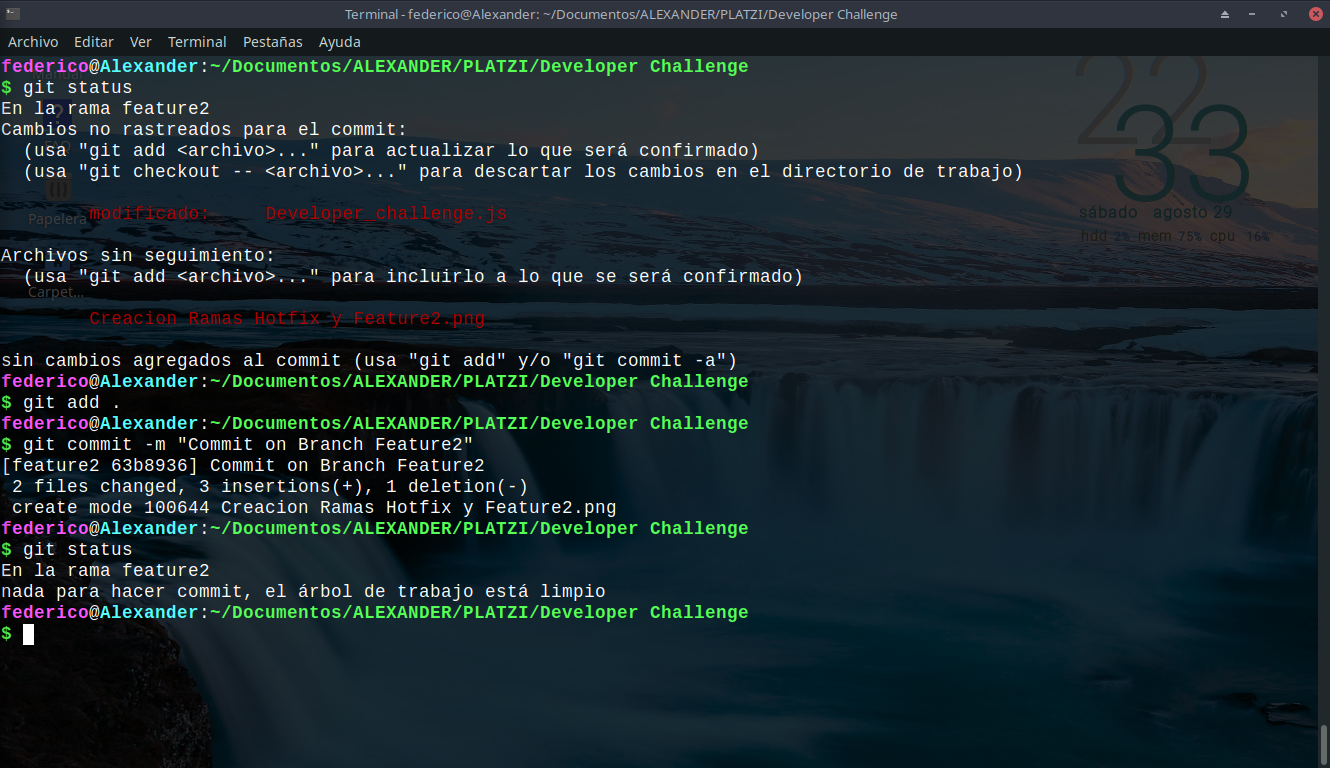 Terminal - federico@Alexander: ~/Documentos/ALEXANDER/PLATZI/Developer Challenge
Archivo Editar Ver Terminal Pestañas Ayuda
federico@Alexander:~/Documentos/ALEXANDER/PLATZI/Developer Challenge
$ git status
En la rama feature2
Cambios no rastreados para el commit:
  (usa "git add <archivo>..." para actualizar lo que será confirmado)
  (usa "git checkout -- <archivo>..." para descartar los cambios en el directorio de trabajo)
        modificado:     Developer_challenge.js
Archivos sin seguimiento:
  (usa "git add <archivo>..." para incluirlo a lo que se será confirmado)
        Creacion Ramas Hotfix y Feature2.png
sin cambios agregados al commit (usa "git add" y/o "git commit -a")
federico@Alexander:~/Documentos/ALEXANDER/PLATZI/Developer Challenge
$ git add .
federico@Alexander:~/Documentos/ALEXANDER/PLATZI/Developer Challenge
$ git commit -m "Commit on Branch Feature2"
[feature2 63b8936] Commit on Branch Feature2
 2 files changed, 3 insertions(+), 1 deletion(-)
 create mode 100644 Creacion Ramas Hotfix y Feature2.png
federico@Alexander:~/Documentos/ALEXANDER/PLATZI/Developer Challenge
$ git status
En la rama feature2
nada para hacer commit, el árbol de trabajo está limpio
federico@Alexander:~/Documentos/ALEXANDER/PLATZI/Developer Challenge
$
22
33
sábado agosto 29
hdd 2% mem 75% cpu 16%
Papelera
Carpet...